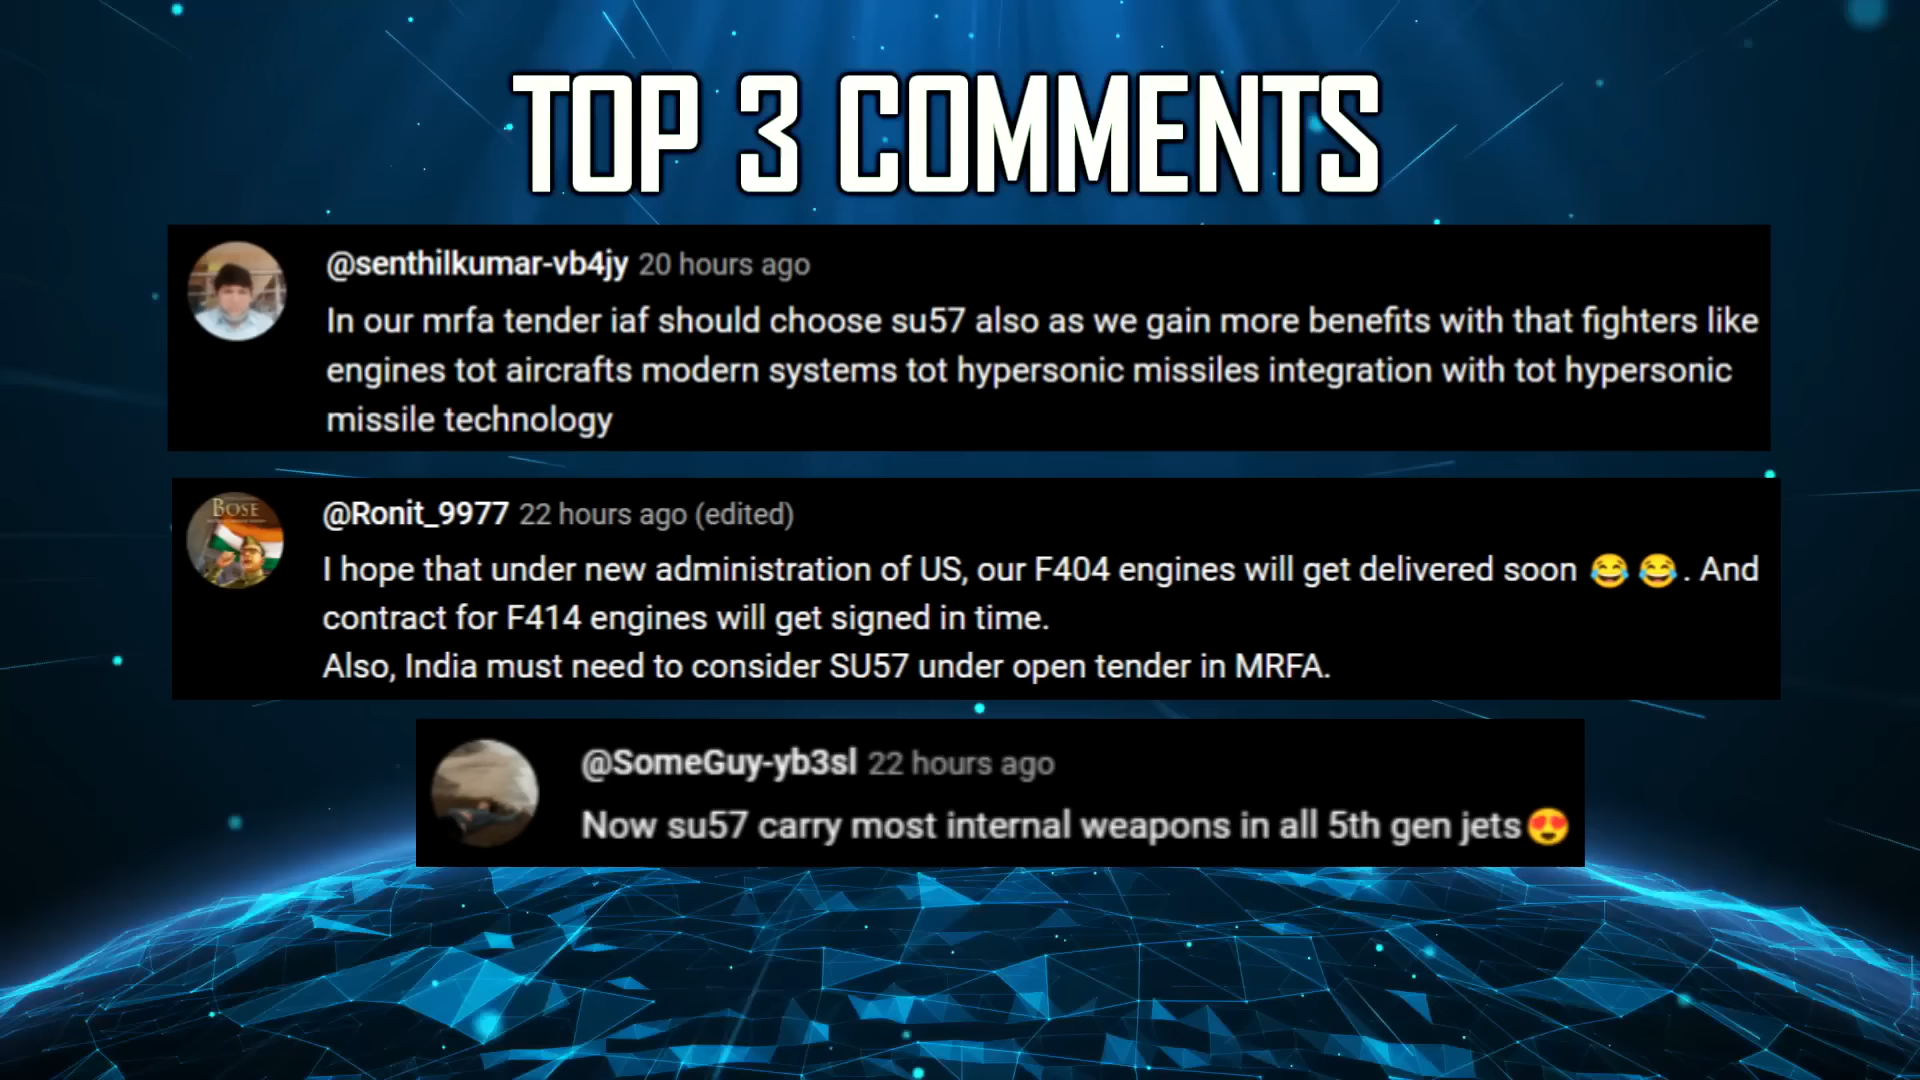 TOP 3 COMMENTS
@senthilkumar-vb4jy 20 hours ago
In our mrfa tender iaf should choose su57 also as we gain more benefits with that fighters like
engines tot aircrafts modern systems tot hypersonic missiles integration with tot hypersonic
missile technology
BOSE
@Ronit_9977 22 hours ago (edited)
I hope that under new administration of US, our F404 engines will get delivered soon 😂 😂. And
contract for F414 engines will get signed in time.
Also, India must need to consider SU57 under open tender in MRFA.
@SomeGuy-yb3sl 22 hours ago
Now su57 carry most internal weapons in all 5th gen jets😍